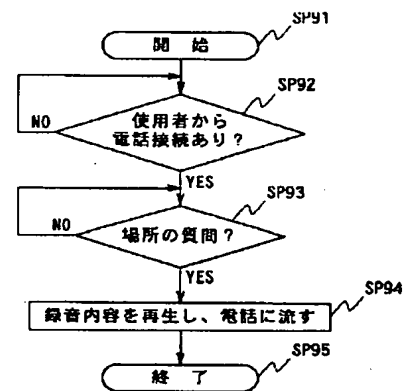 SP91
開 始
SP92
使用者から
電話接続あり？
NO
YES
SP93
場所の質問？
NO
YES
SP94
録音内容を再生し、電話に流す
SP95
終 了